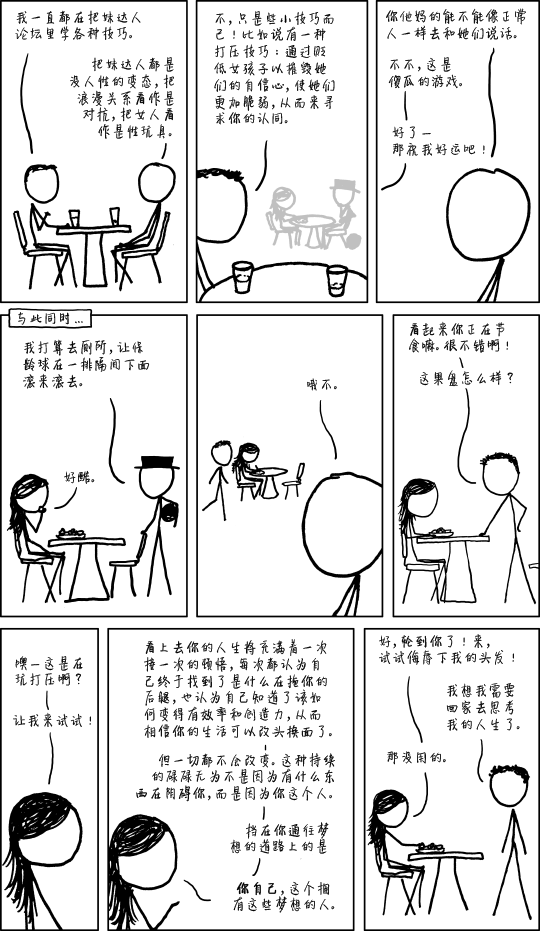 我一直都在把妹达人
论坛里学各种技巧。
把妹达人都是
没人性的变态，把
浪漫关系看作是
对抗，把女人看
作是性玩具。
不，只是些小技巧而
已！比如说有一种
打压技巧：通过贬
低女孩子以摧毁她
们的自信心，使她们
更加脆弱，从而来寻
求你的认同。
你他妈的能不能像正常
人一样去和她们说话。
不不，这是
傻瓜的游戏。
好了—
那祝我好运吧！
与此同时…
我打算去厕所，让保
龄球在一排隔间下面
滚来滚去。
好酷。
哦不。
看起来你正在节
食嘛。很不错啊！
这果盘怎么样？
噢—这是在
玩打压啊？
让我来试试！
看上去你的人生将充满着一次
接一次的顿悟，每次都认为自
己终于找到了是什么在拖你的
后腿，也认为自己知道了该如
何变得有效率和创造力，从而
相信你的生活可以改头换面了。
但一切都不会改变。这种持续
的碌碌无为不是因为有什么东
西在阻碍你，而是因为你这个人。
挡在你通往梦
想的道路上的是
你自己，这个拥
有这些梦想的人。
好，轮到你了！来，
试试侮辱下我的头发！
我想我需要
回家去思考
我的人生了。
那没用的。